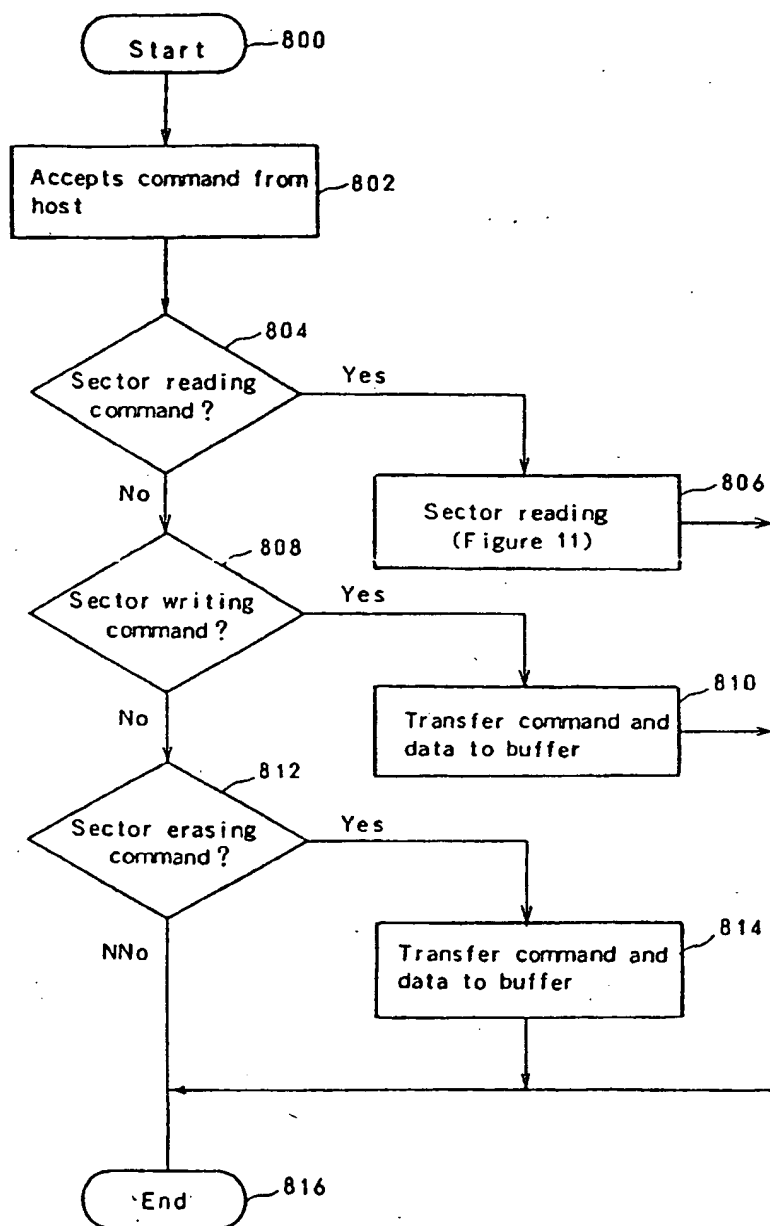 Start
800
Accepts command from
host
802
804
Sector reading
command?
Yes
No
806
Sector reading
(Figure 11)
808
Sector writing
command?
Yes
No
810
Transfer command and
data to buffer
812
Sector erasing
command?
Yes
NNo
814
Transfer command and
data to buffer
End
816